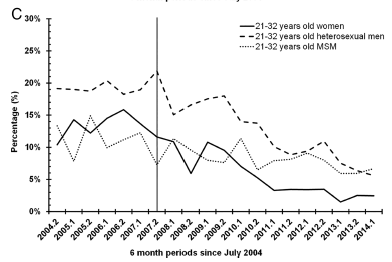 C
21-32 years old women
21-32 years old heterosexual men
21-32 years old MSM
Percentage (%)
30%
25%
20%
15%
10%
5%
0%
2004.2 2005.1 2005.2 2006.1 2006.2 2007.1 2007.2 2008.1 2008.2 2009.1 2009.2 2010.1 2010.2 2011.1 2011.2 2012.1 2012.2 2013.1 2013.2 2014.1
6 month periods since July 2004